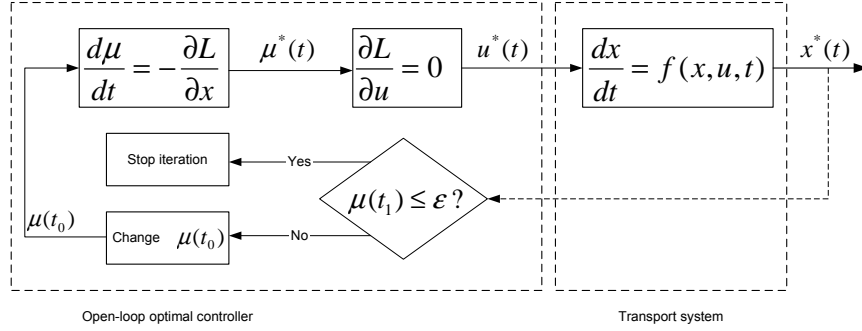 dμ/dt = -∂L/∂x
μ*(t)
∂L/∂u = 0
u*(t)
dx/dt = f(x,u,t)
x*(t)
Stop iteration
Yes
μ(t₁) ≤ ε ?
μ(t₀)
Change μ(t₀)
No
Open-loop optimal controller
Transport system